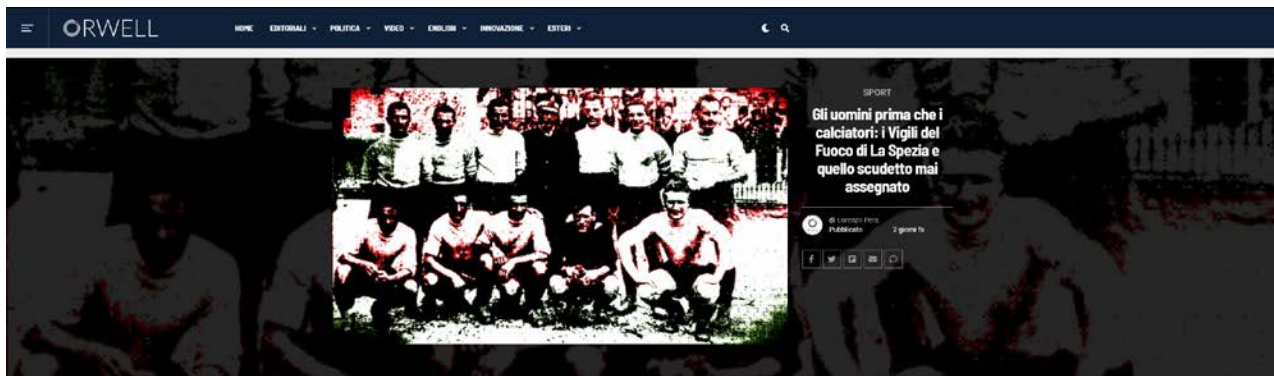 ORWELL
HOME EDITORIALI POLITICA VIDEO ENGLISH INNOVAZIONE ESTERI
SPORT
Gli uomini prima che i
calciatori: i Vigili del
Fuoco di La Spezia e
quello scudetto mai
assegnato
di Lorenzo Pera
Pubblicato 2 giorni fa